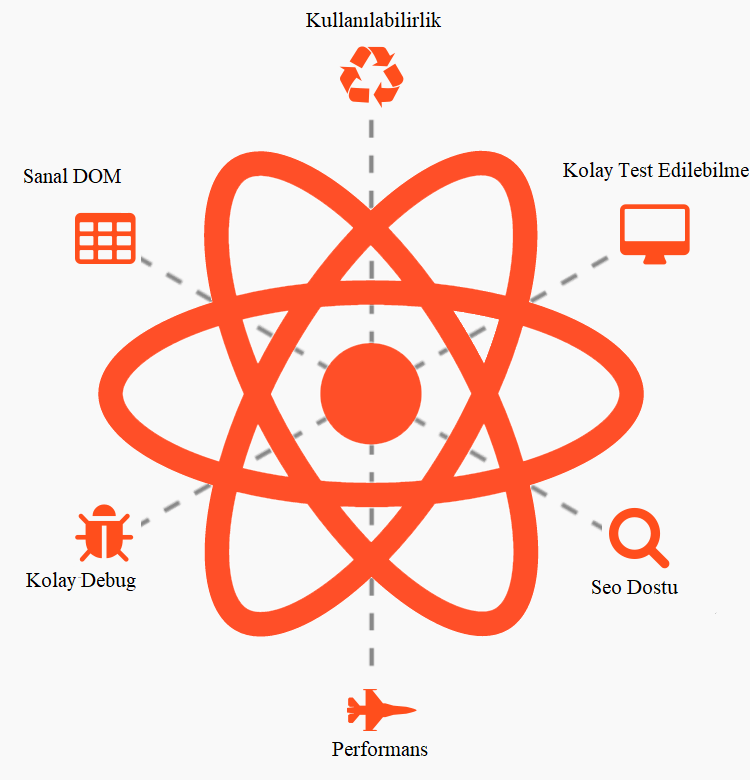 Kullanılabilirlik
Sanal DOM
Kolay Test Edilebilme
Kolay Debug
Seo Dostu
Performans